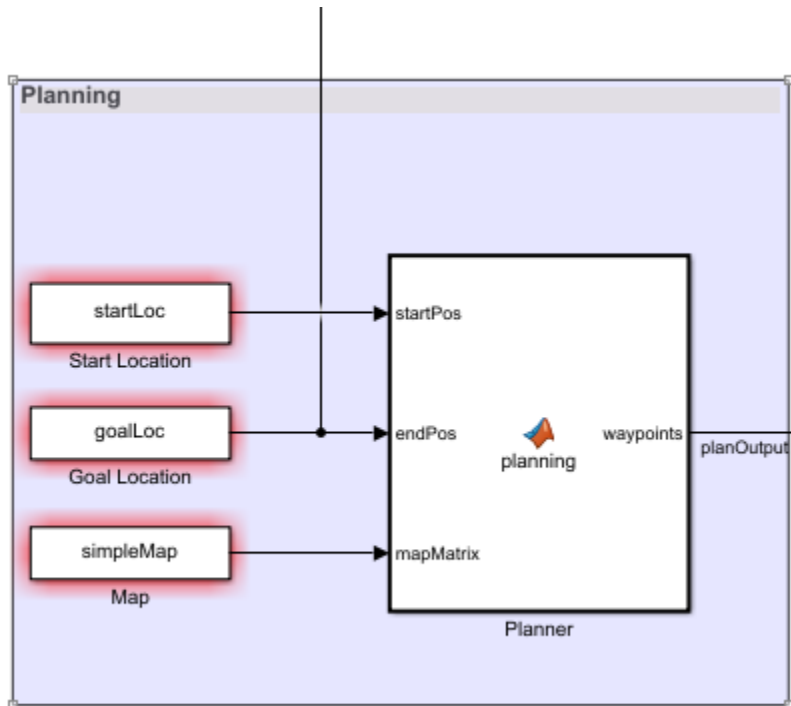 Planning
startLoc
Start Location
goalLoc
Goal Location
simpleMap
Map
startPos
endPos
mapMatrix
planning
waypoints
Planner
planOutput